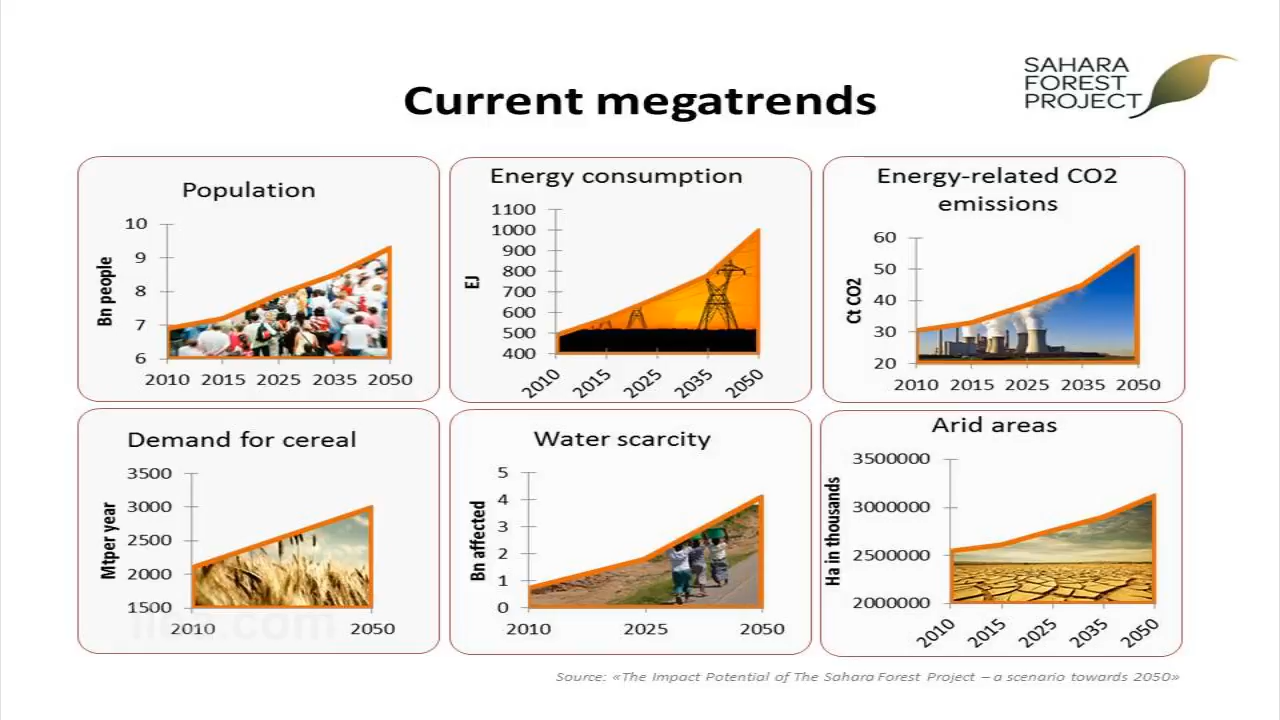 SAHARA
FOREST
PROJECT
Current megatrends
Population
10
9
8
7
6
Bn people
2010 2015 2025 2035 2050
Energy consumption
1100
1000
900
800
700
600
500
400
EJ
2010 2015 2025 2035 2050
Energy-related CO2
emissions
60
50
40
30
20
Ct CO2
2010 2015 2025 2035 2050
Demand for cereal
3500
3000
2500
2000
1500
Mtper year
2010 2050
Water scarcity
5
4
3
2
1
0
Bn affected
2010 2025 2050
Arid areas
3500000
3000000
2500000
2000000
Ha in thousands
2010 2015 2025 2035 2050
Source: «The Impact Potential of The Sahara Forest Project – a scenario towards 2050»